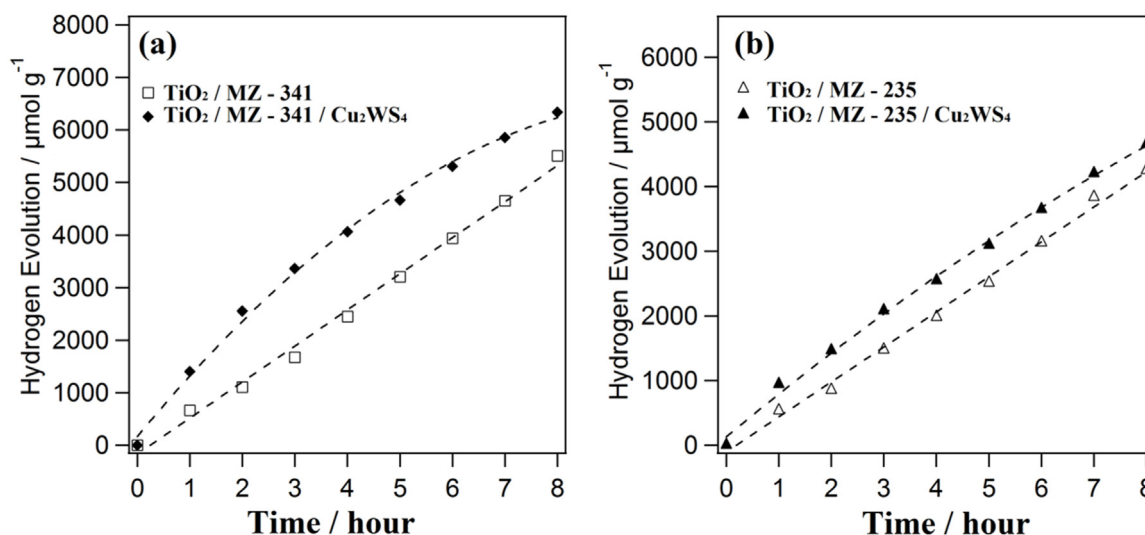 (a)
TiO₂ / MZ - 341
TiO₂ / MZ - 341 / Cu₂WS₄
Hydrogen Evolution / μmol g⁻¹
8000
7000
6000
5000
4000
3000
2000
1000
0
0 1 2 3 4 5 6 7 8
Time / hour
(b)
TiO₂ / MZ - 235
TiO₂ / MZ - 235 / Cu₂WS₄
Hydrogen Evolution / μmol g⁻¹
6000
5000
4000
3000
2000
1000
0
0 1 2 3 4 5 6 7 8
Time / hour